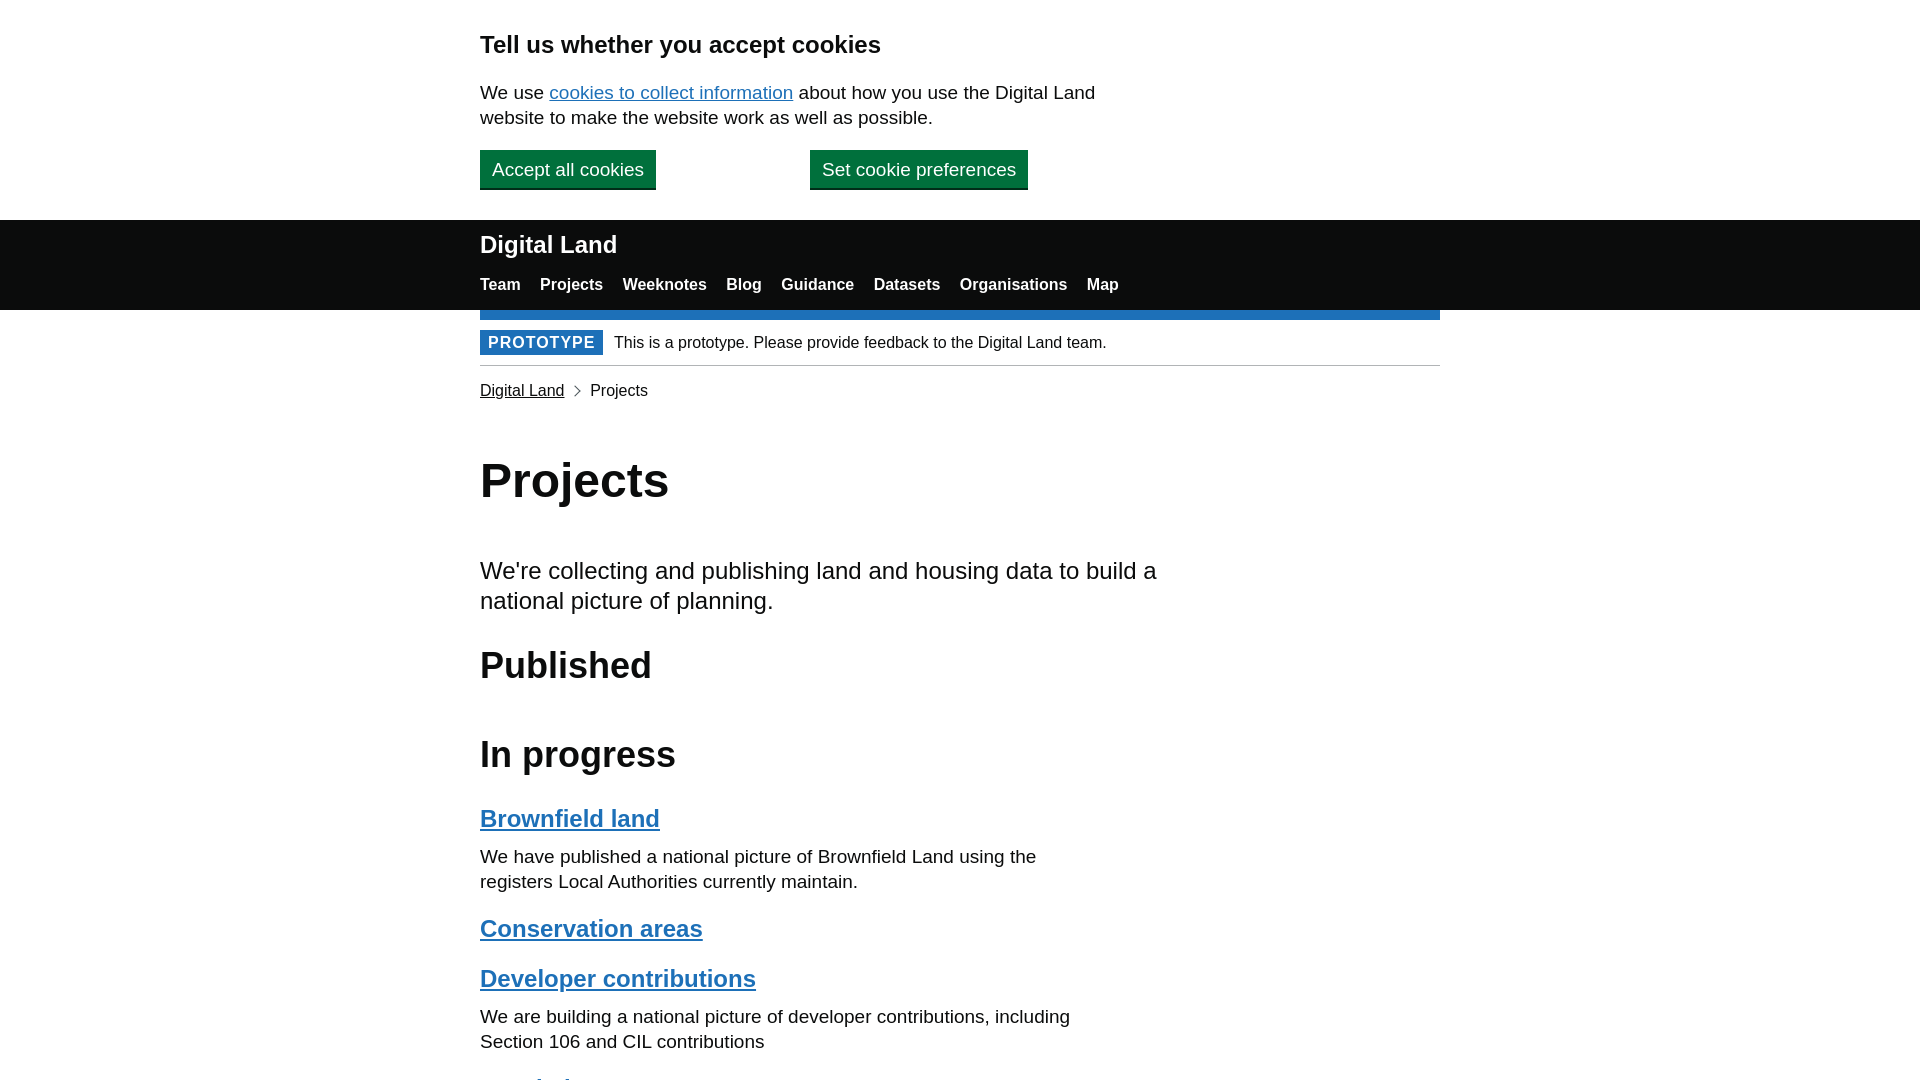 Tell us whether you accept cookies
We use cookies to collect information about how you use the Digital Land
website to make the website work as well as possible.
Accept all cookies
Set cookie preferences
Digital Land
Team
Projects
Weeknotes
Blog
Guidance
Datasets
Organisations
Map
PROTOTYPE
This is a prototype. Please provide feedback to the Digital Land team.
Digital Land
Projects
Projects
We're collecting and publishing land and housing data to build a
national picture of planning.
Published
In progress
Brownfield land
We have published a national picture of Brownfield Land using the
registers Local Authorities currently maintain.
Conservation areas
Developer contributions
We are building a national picture of developer contributions, including
Section 106 and CIL contributions